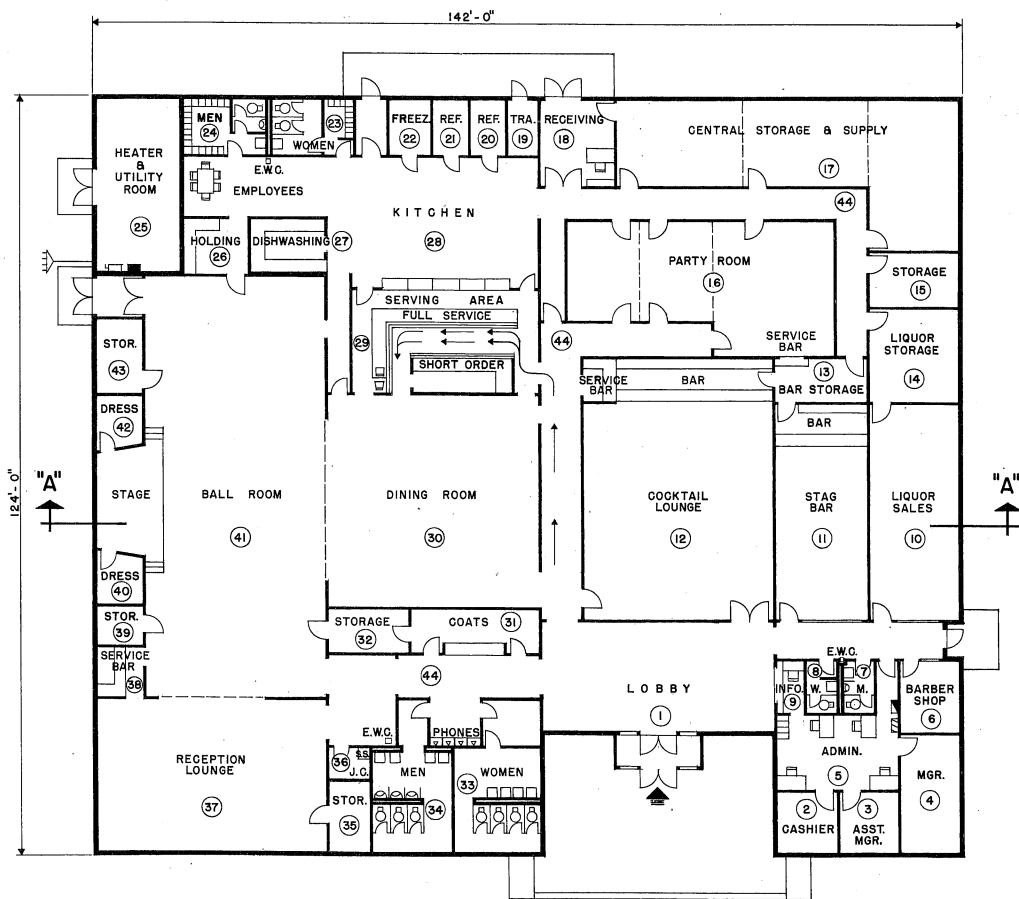 142'-0"
124'-0"
HEATER
&
UTILITY
ROOM
25
MEN
24
23
WOMEN
E.W.C.
EMPLOYEES
FREEZ.
22
REF.
21
REF.
20
TRA.
19
RECEIVING
18
CENTRAL STORAGE & SUPPLY
17
KITCHEN
28
HOLDING
26
DISHWASHING
27
44
PARTY ROOM
16
STORAGE
15
SERVING AREA
FULL SERVICE
29
SHORT ORDER
44
SERVICE
BAR
13
BAR STORAGE
LIQUOR
STORAGE
14
STOR.
43
SERVICE
BAR
BAR
BAR
DRESS
42
"A"
STAGE
BALL ROOM
41
DINING ROOM
30
COCKTAIL
LOUNGE
12
STAG
BAR
11
LIQUOR
SALES
10
"A"
DRESS
40
STOR.
39
SERVICE
BAR
38
STORAGE
32
COATS
31
44
LOBBY
1
E.W.C.
INFO.
9
8
W.
7
M.
BARBER
SHOP
6
RECEPTION
LOUNGE
37
E.W.C.
PHONES
36
S.S.
J.C.
MEN
34
WOMEN
33
STOR.
35
ADMIN.
5
MGR.
4
2
CASHIER
3
ASST.
MGR.